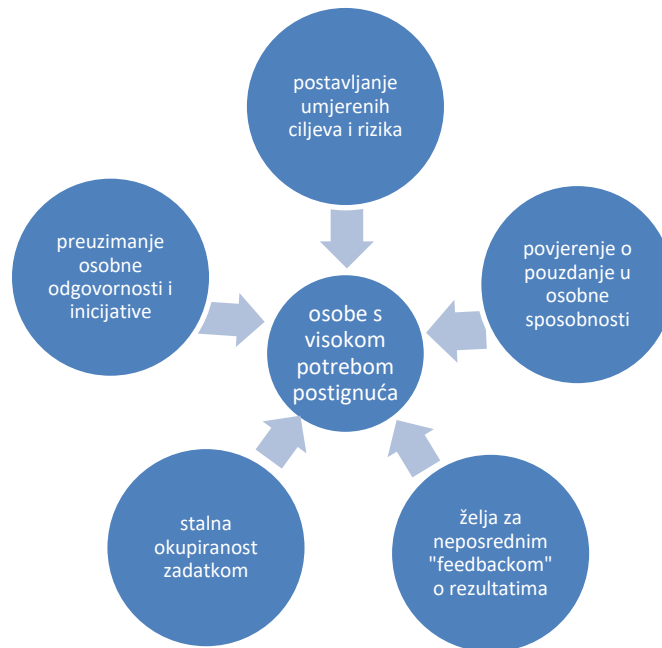 postavljanje
umjerenih
ciljeva i rizika
preuzimanje
osobne
odgovornosti i
inicijative
povjerenje o
pouzdanje u
osobne
sposobnosti
osobe s
visokom
potrebom
postignuća
stalna
okupiranost
zadatkom
želja za
neposrednim
"feedbackom"
o rezultatima